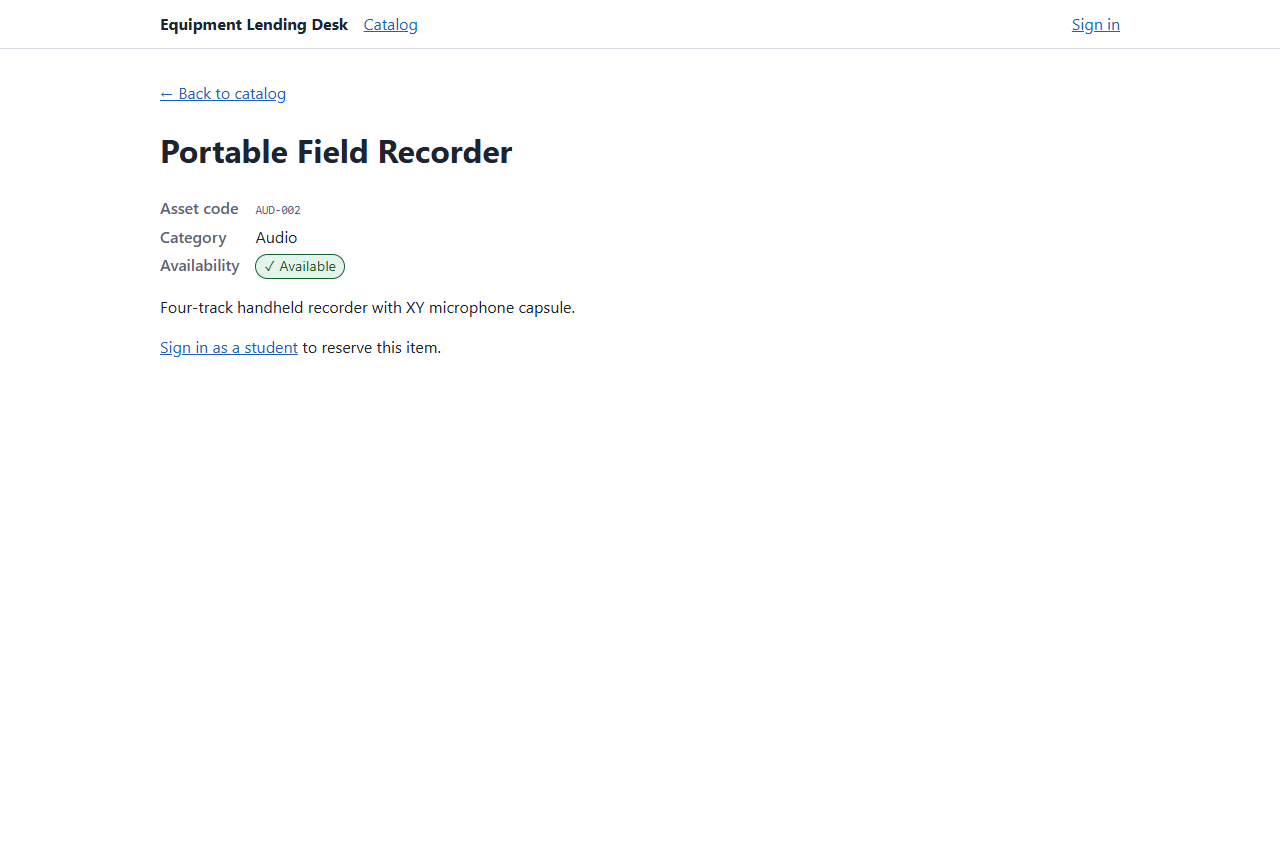 Equipment Lending Desk Catalog Sign in
← Back to catalog
Portable Field Recorder
Asset code AUD-002
Category Audio
Availability ✓ Available
Four-track handheld recorder with XY microphone capsule.
Sign in as a student to reserve this item.